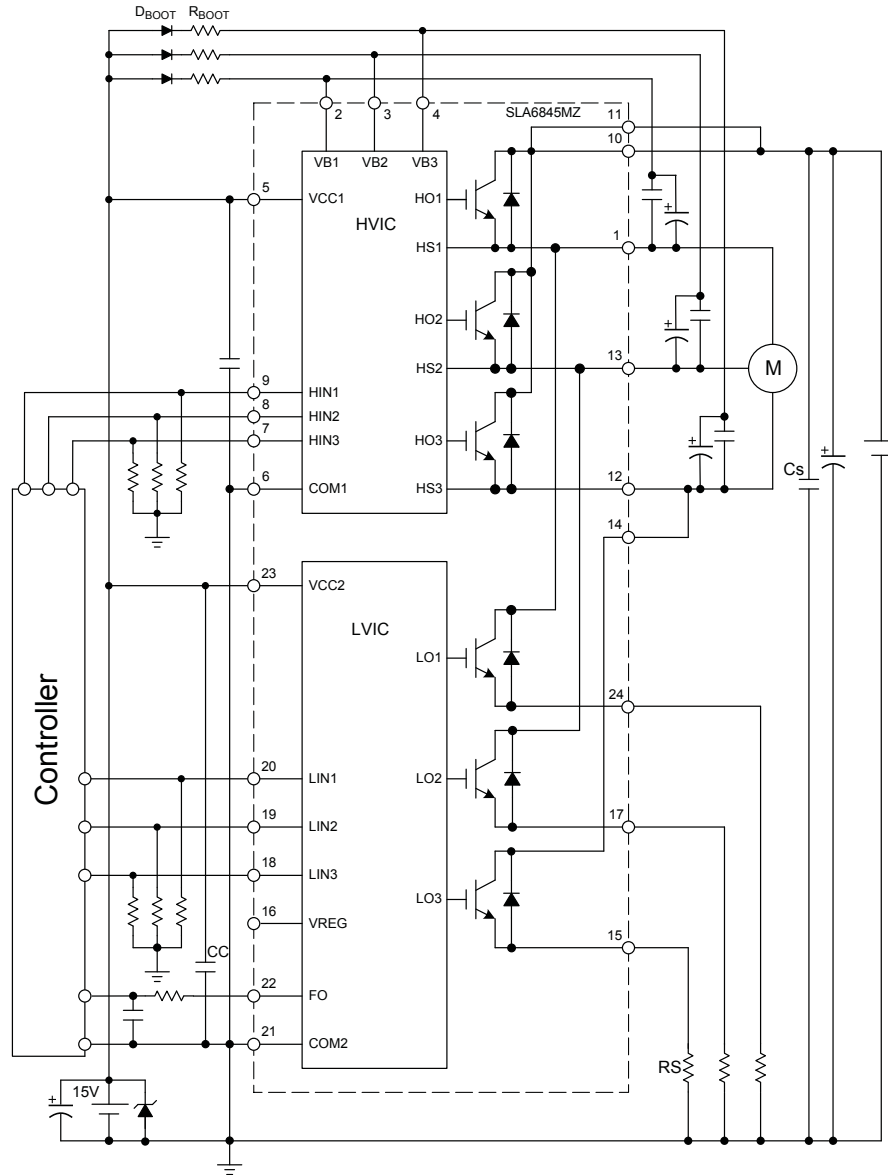 DBOOT RBOOT
SLA6845MZ
2 3 4 11
10
VB1 VB2 VB3
5 VCC1 HO1
HVIC
HS1 1
HO2
HS2 13
M
9 HIN1
8 HIN2
7 HIN3 HO3
6 COM1 HS3 12
Cs
14
23 VCC2
LVIC
LO1
24
Controller
20 LIN1 LO2
19 LIN2 17
18 LIN3
LO3
16 VREG
15
CC
22 FO
21 COM2
RS
15V
+
+
+
+
+